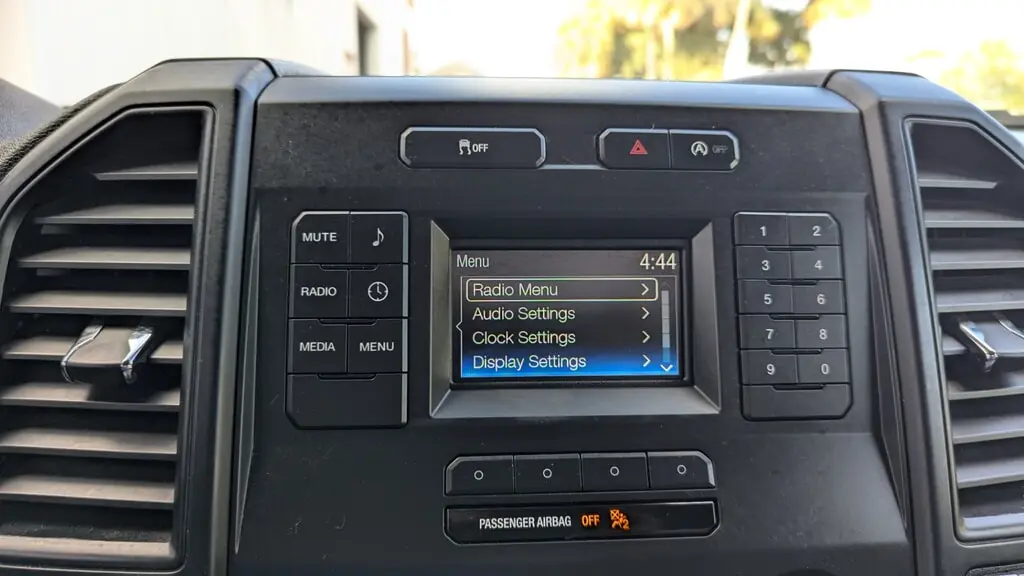 OFF
A OFF
MUTE
RADIO
MEDIA MENU
Menu 4:44
Radio Menu
Audio Settings
Clock Settings
Display Settings
1 2
3 4
5 6
7 8
9 0
PASSENGER AIRBAG OFF 2